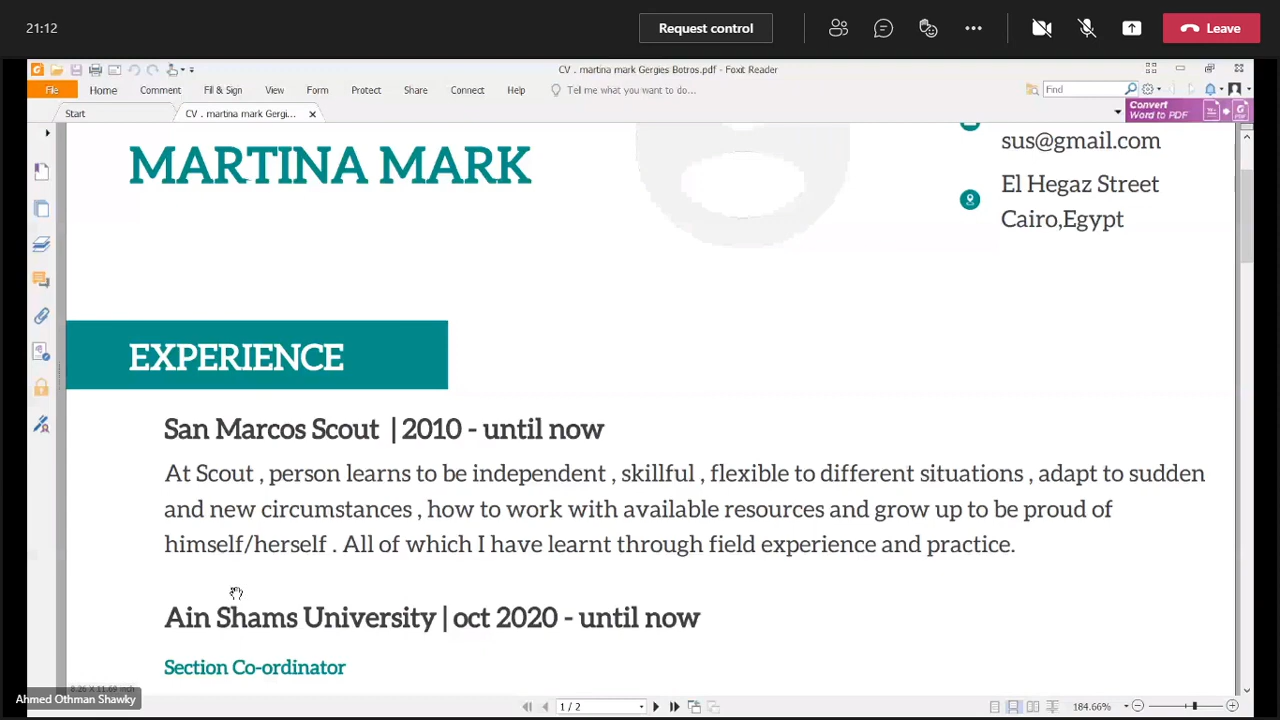 21:12
Request control
Leave
CV . martina mark Gergies Botros.pdf - Foxit Reader
File Home Comment Fill & Sign View Form Protect Share Connect Help Tell me what you want to do... Find
Start CV . martina mark Gergi...
Convert
Word to PDF
sus@gmail.com
MARTINA MARK
El Hegaz Street
Cairo,Egypt
EXPERIENCE
San Marcos Scout | 2010 - until now
At Scout , person learns to be independent , skillful , flexible to different situations , adapt to sudden
and new circumstances , how to work with available resources and grow up to be proud of
himself/herself . All of which I have learnt through field experience and practice.
Ain Shams University | oct 2020 - until now
Section Co-ordinator
8.26 x 11.69 inch
Ahmed Othman Shawky
1 / 2
184.66%